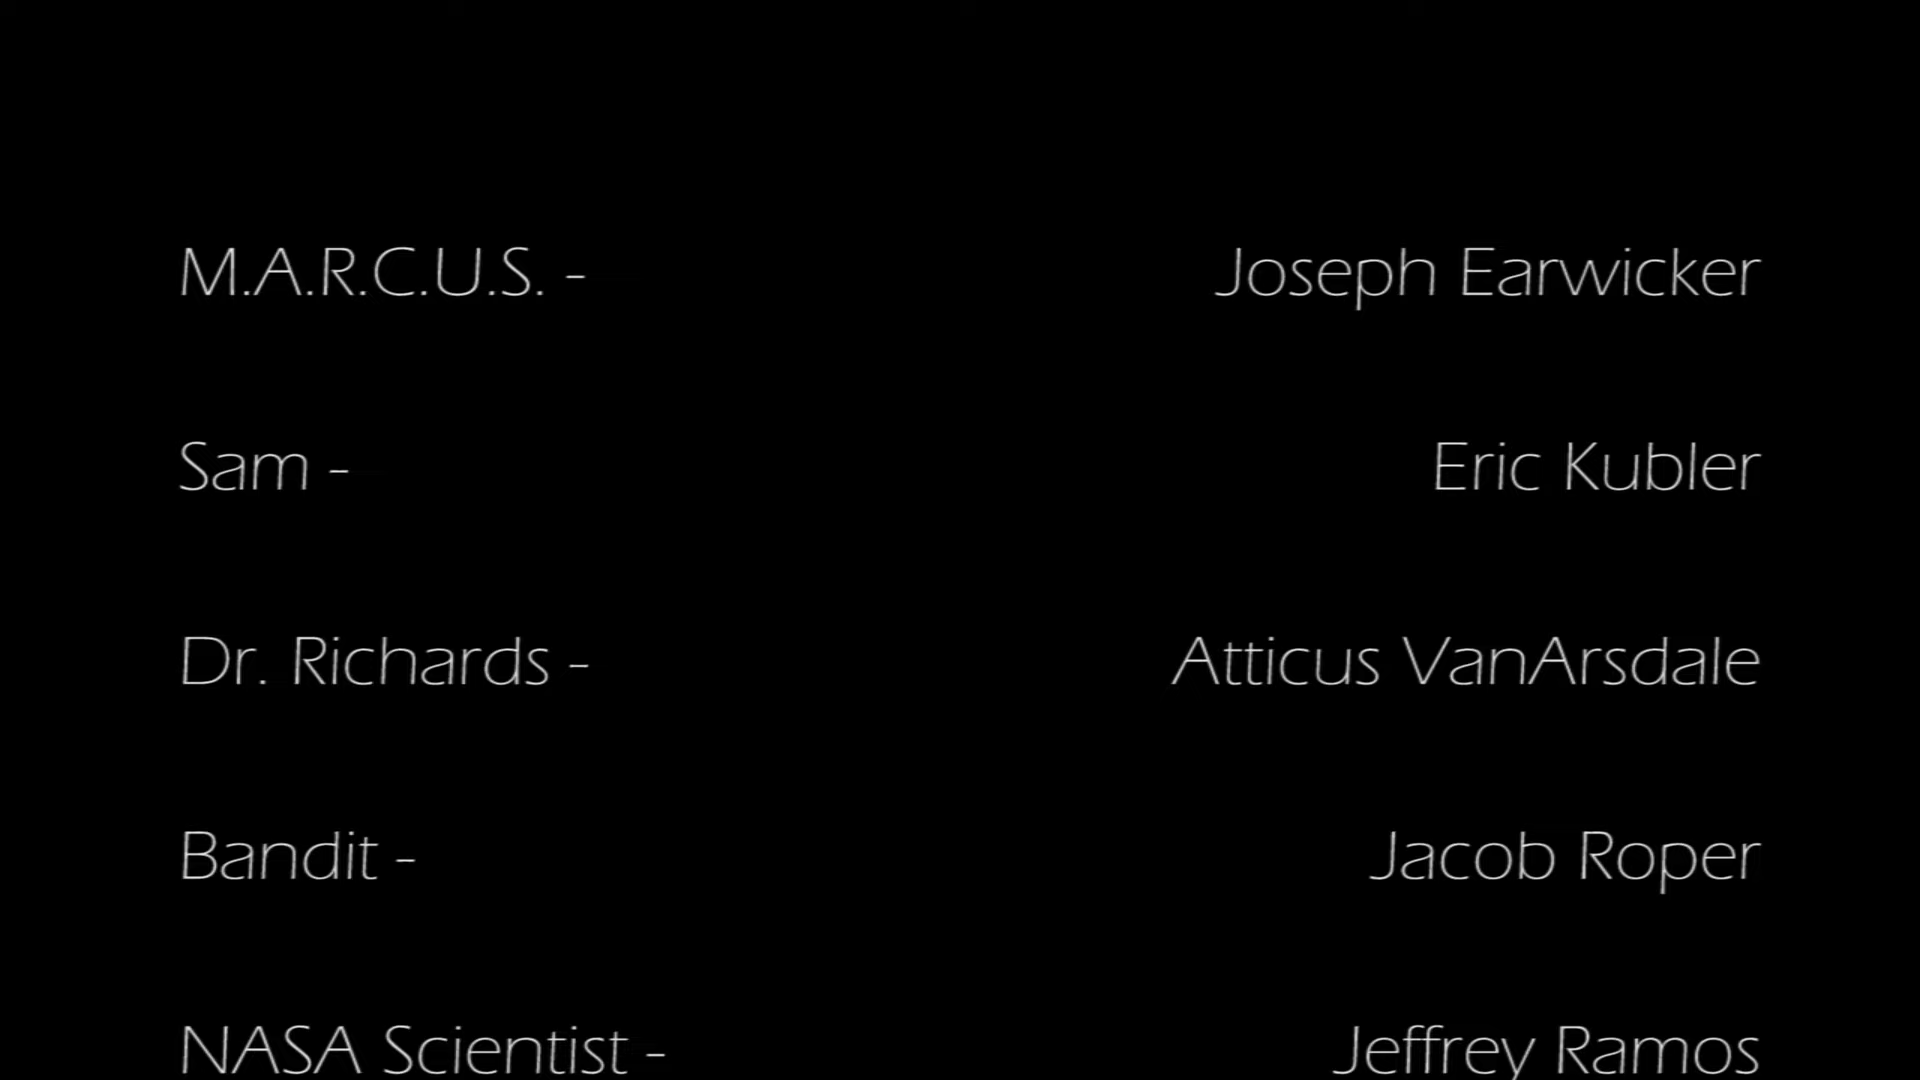 M.A.R.C.U.S. - Joseph Earwicker
Sam - Eric Kubler
Dr. Richards - Atticus VanArsdale
Bandit - Jacob Roper
NASA Scientist - Jeffrey Ramos